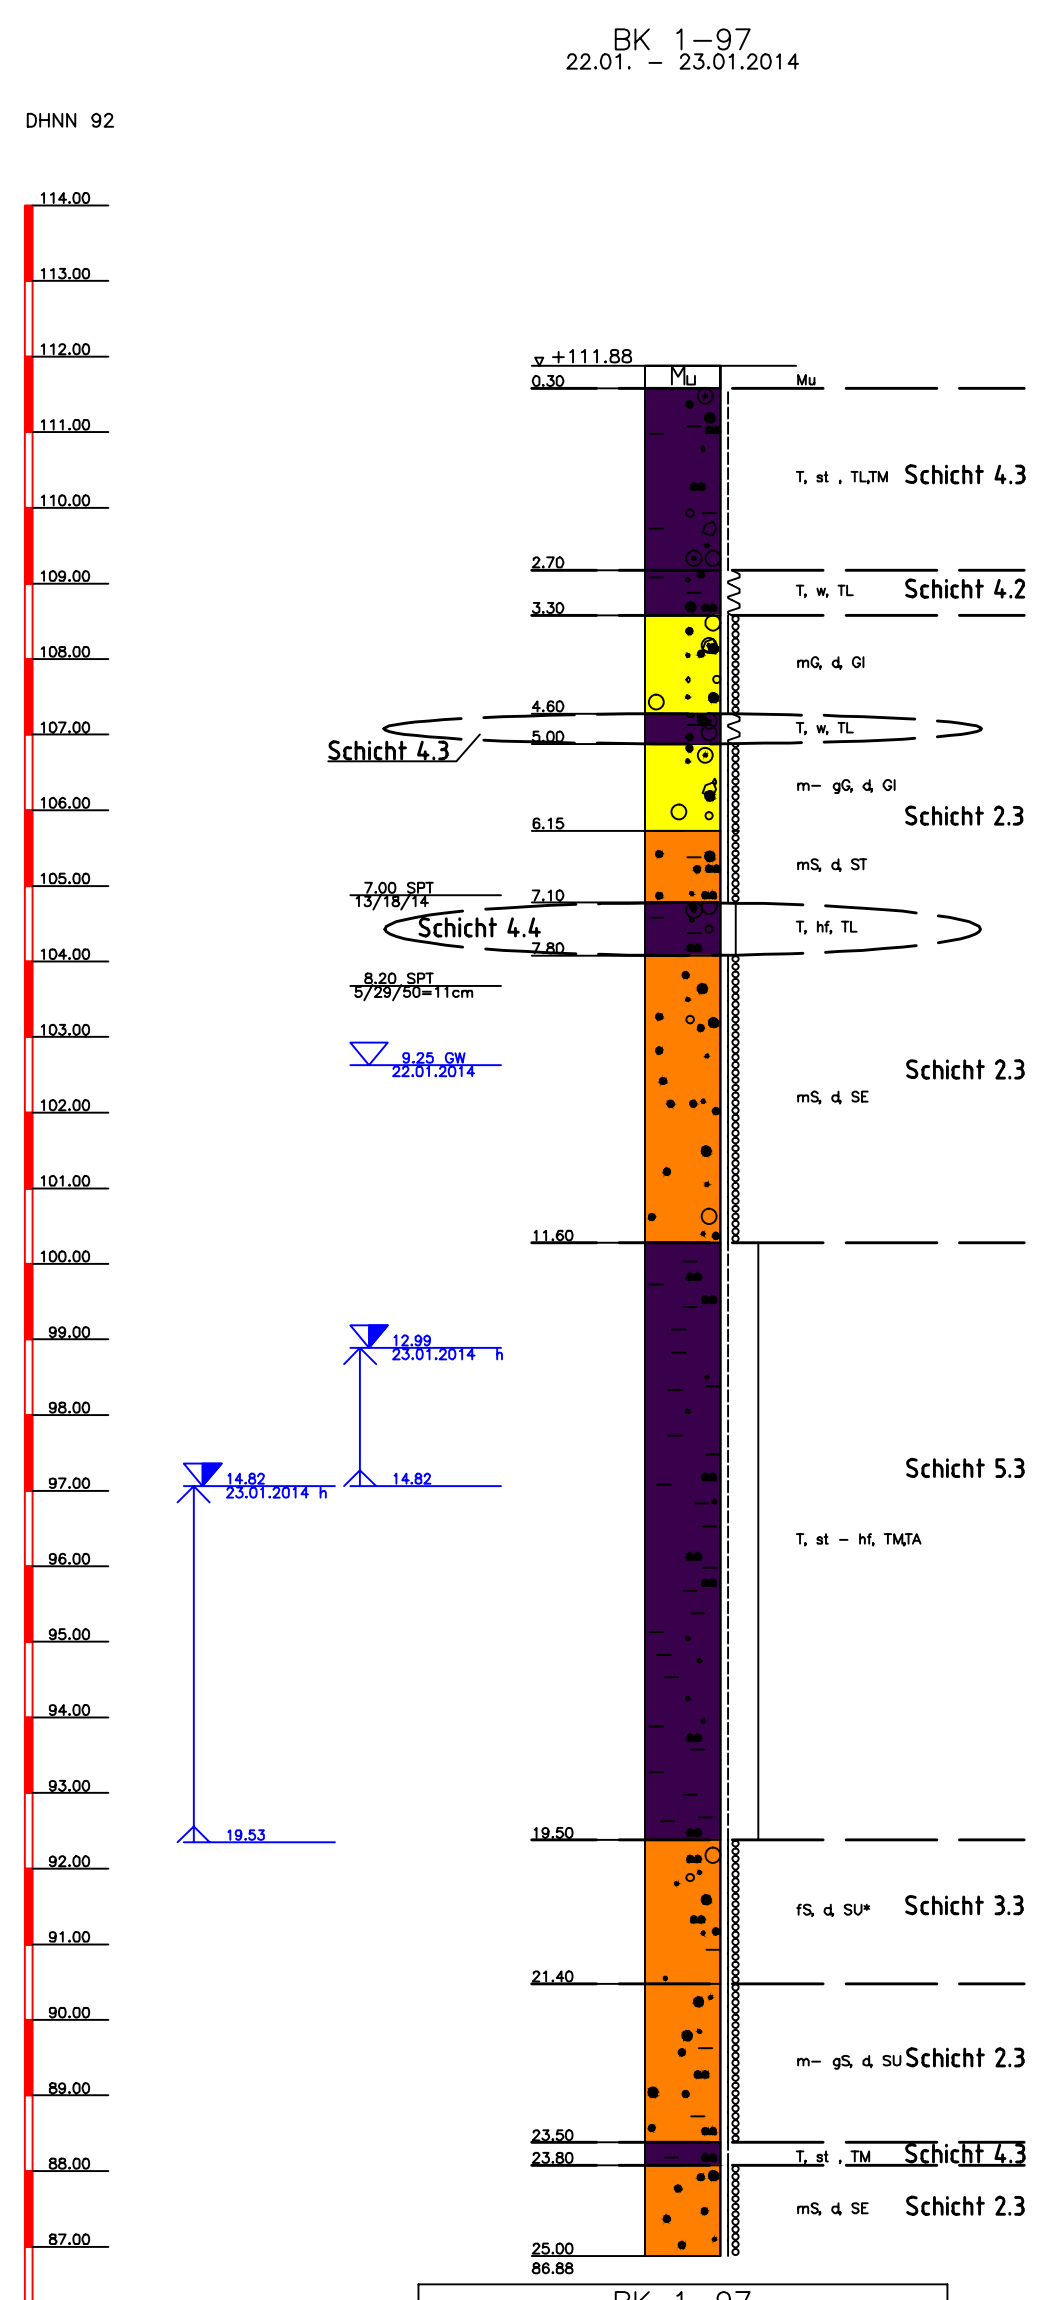 BK 1-97
22.01. - 23.01.2014
DHNN 92
114.00
113.00
112.00
+111.88
Mu
0.30
Mu
111.00
T, st , TL,TM
Schicht 4.3
110.00
2.70
109.00
T, w, TL
Schicht 4.2
3.30
108.00
mG, d, GI
4.60
107.00
T, w, TL
5.00
Schicht 4.3
m- gG, d, GI
106.00
Schicht 2.3
6.15
mS, d, ST
105.00
7.00 SPT
13/18/14
7.10
Schicht 4.4
T, hf, TL
7.80
104.00
8.20 SPT
5/29/50=11cm
103.00
9.25 GW
22.01.2014
Schicht 2.3
mS, d, SE
102.00
101.00
11.60
100.00
99.00
12.99
23.01.2014 h
98.00
Schicht 5.3
97.00
14.82
23.01.2014 h
14.82
T, st - hf, TM,TA
96.00
95.00
94.00
93.00
19.53
19.50
92.00
fS, d, SU*
Schicht 3.3
91.00
21.40
90.00
m- gS, d, SU
Schicht 2.3
89.00
23.50
T, st , TM
Schicht 4.3
23.80
88.00
mS, d, SE
Schicht 2.3
87.00
25.00
86.88
BK 1-97